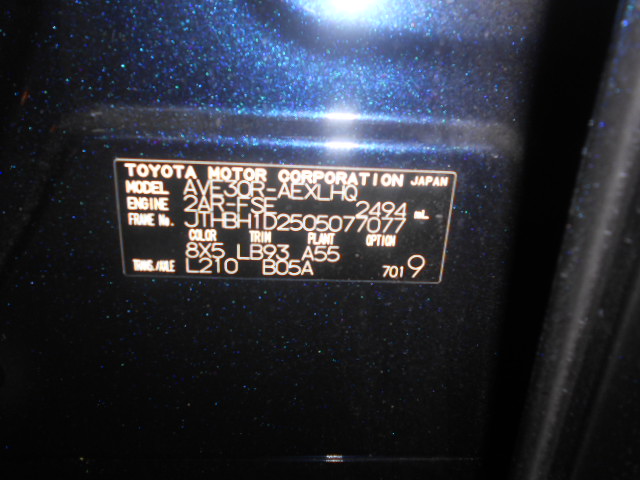 TOYOTA MOTOR CORPORATION JAPAN
MODEL AVE30R-AEXLHQ
ENGINE 2AR-FSE 2494 mL
FRAME No. JTHBH1D2505077077
COLOR TRIM PLANT OPTION
8X5 LB93 A55
TRANS./AXLE L210 B05A 7019